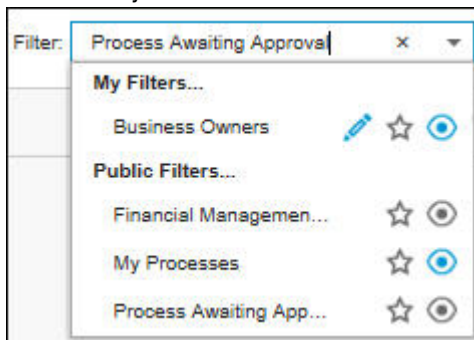 Filter: Process Awaiting Approval
My Filters...
Business Owners
Public Filters...
Financial Managemen...
My Processes
Process Awaiting App...